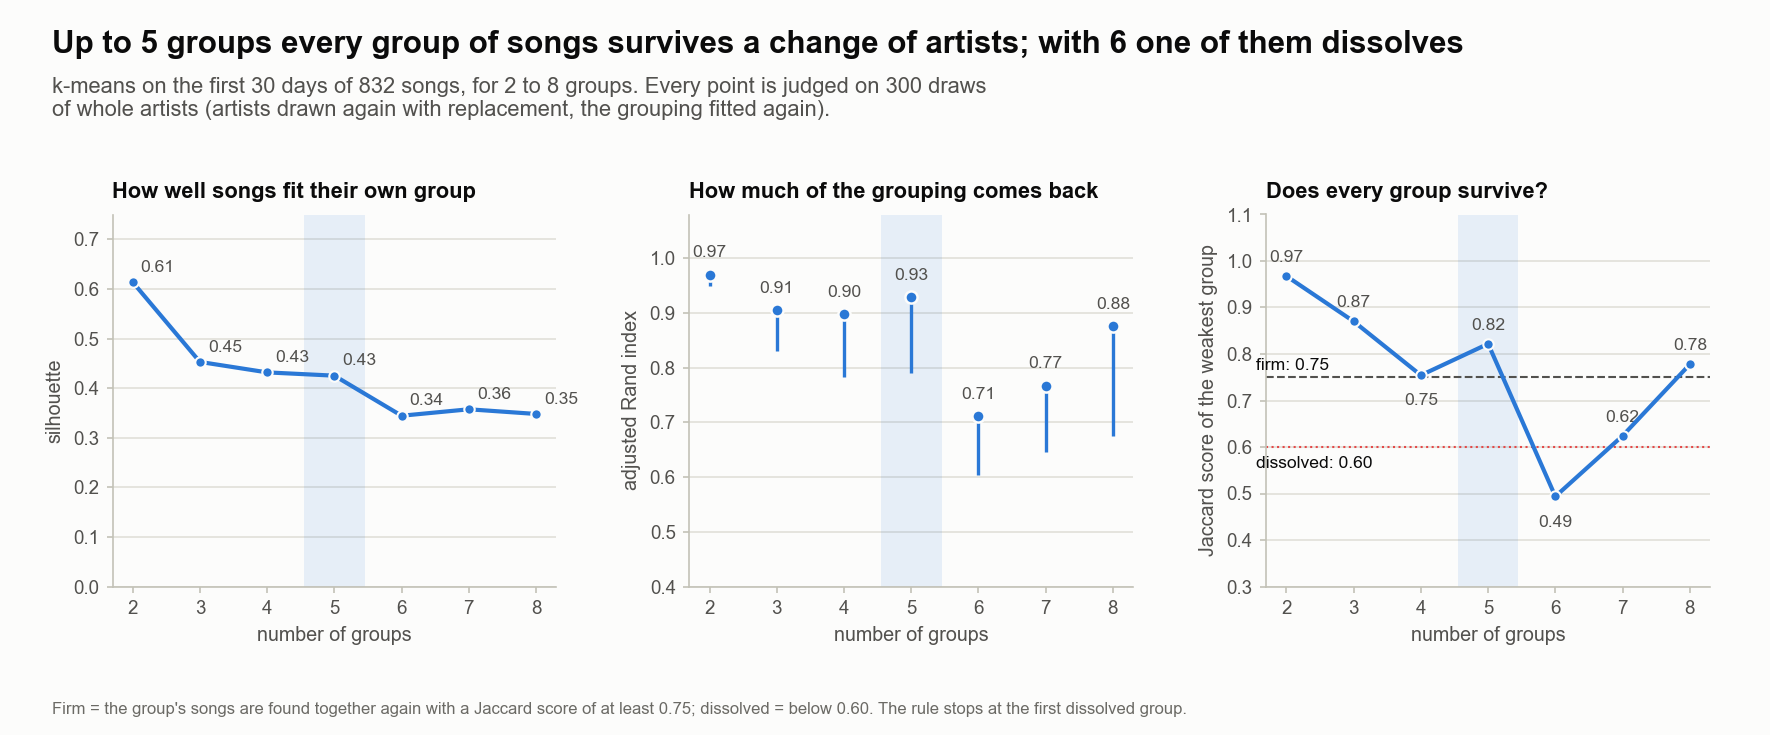 Up to 5 groups every group of songs survives a change of artists; with 6 one of them dissolves
k-means on the first 30 days of 832 songs, for 2 to 8 groups. Every point is judged on 300 draws
of whole artists (artists drawn again with replacement, the grouping fitted again).
How well songs fit their own group
silhouette
0.7
0.6
0.5
0.4
0.3
0.2
0.1
0.0
0.61
0.45
0.43
0.43
0.34
0.36
0.35
2 3 4 5 6 7 8
number of groups
How much of the grouping comes back
adjusted Rand index
1.0
0.9
0.8
0.7
0.6
0.5
0.4
0.97
0.91
0.90
0.93
0.71
0.77
0.88
2 3 4 5 6 7 8
number of groups
Does every group survive?
Jaccard score of the weakest group
1.1
1.0
0.9
0.8
0.7
0.6
0.5
0.4
0.3
0.97
0.87
0.75
0.82
0.49
0.62
0.78
firm: 0.75
dissolved: 0.60
2 3 4 5 6 7 8
number of groups
Firm = the group's songs are found together again with a Jaccard score of at least 0.75; dissolved = below 0.60. The rule stops at the first dissolved group.